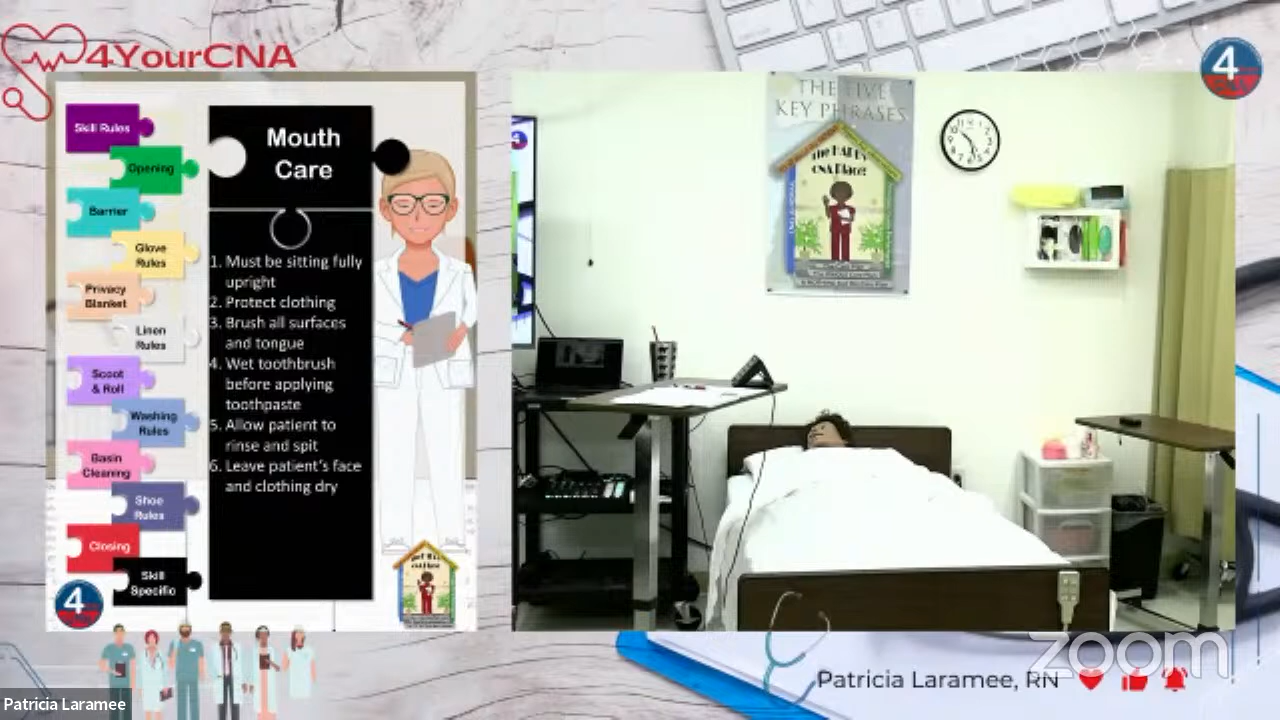 4YourCNA
4
Skill Rules
Opening
Barrier
Glove
Rules
Privacy
Blanket
Linen
Rules
Scoot
& Roll
Washing
Rules
Basin
Cleaning
Shoe
Rules
Closing
Skill
Specific
4
Mouth
Care
1. Must be sitting fully
upright
2. Protect clothing
3. Brush all surfaces
and tongue
4. Wet toothbrush
before applying
toothpaste
5. Allow patient to
rinse and spit
6. Leave patient's face
and clothing dry
THE FIVE
KEY PHRASES
The HAPPY
CNA Place!
zoom
Patricia Laramee, RN
Patricia Laramee